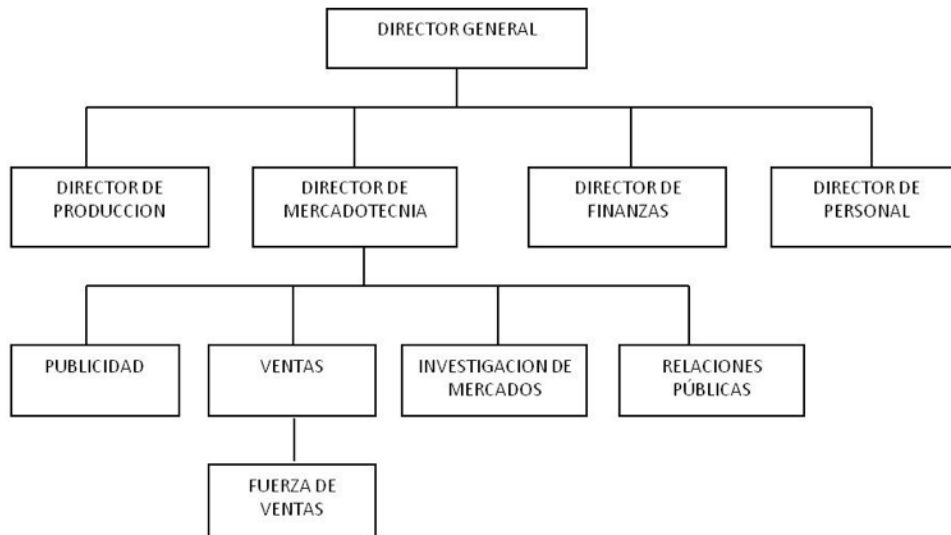 DIRECTOR GENERAL
DIRECTOR DE
PRODUCCION
DIRECTOR DE
MERCADOTECNIA
DIRECTOR DE
FINANZAS
DIRECTOR DE
PERSONAL
PUBLICIDAD
VENTAS
INVESTIGACION DE
MERCADOS
RELACIONES
PÚBLICAS
FUERZA DE
VENTAS